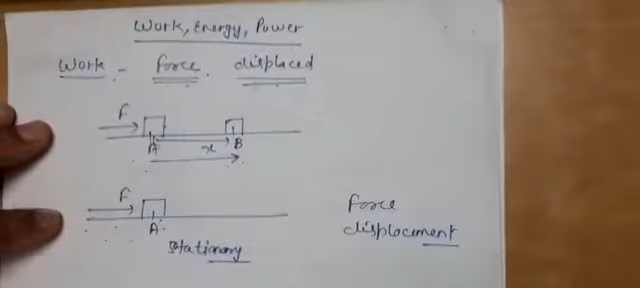 Work, Energy, Power
Work - force. displaced
F
A x B
F
A
Stationary
force
displacement